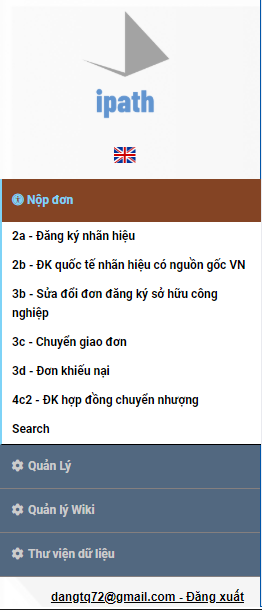 ipath
Nộp đơn
2a - Đăng ký nhãn hiệu
2b - ĐK quốc tế nhãn hiệu có nguồn gốc VN
3b - Sửa đổi đơn đăng ký sở hữu công
nghiệp
3c - Chuyển giao đơn
3d - Đơn khiếu nại
4c2 - ĐK hợp đồng chuyển nhượng
Search
Quản Lý
Quản lý Wiki
Thư viện dữ liệu
dangtq72@gmail.com - Đăng xuất